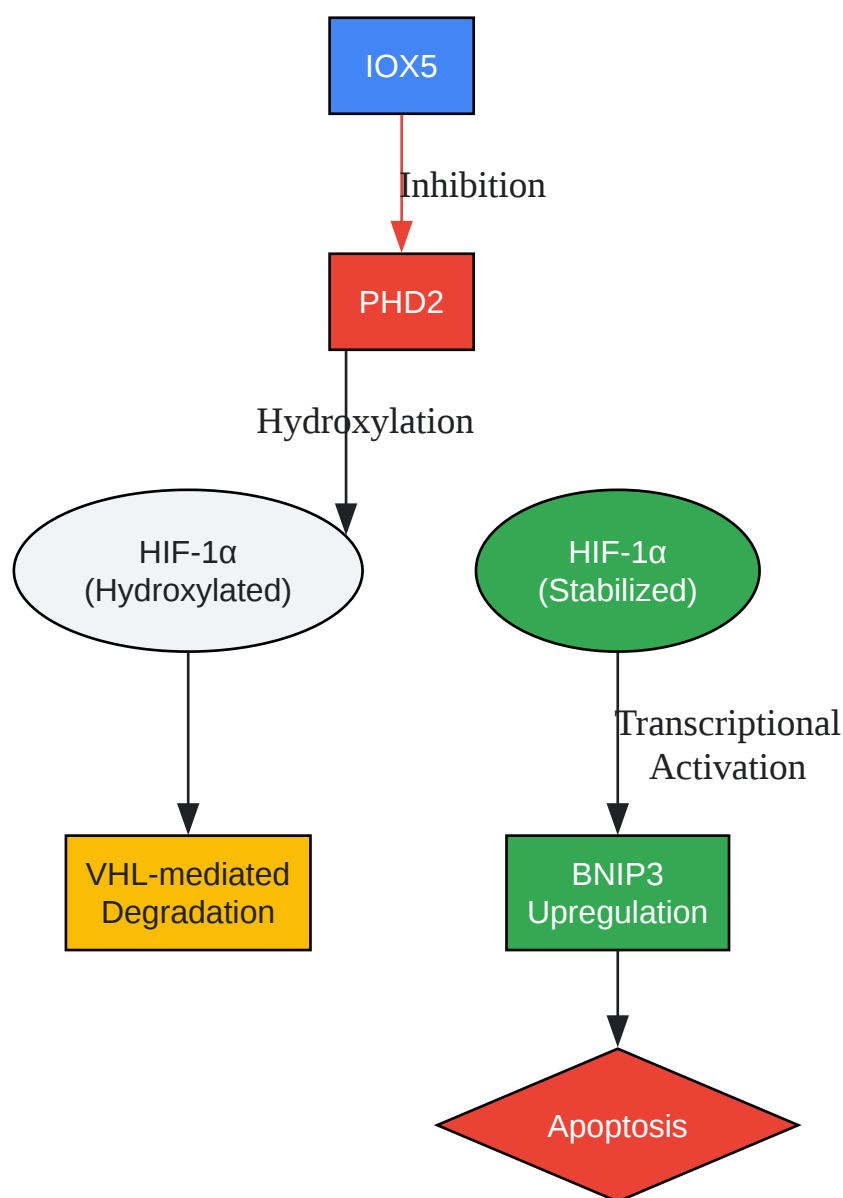 IOX5
Inhibition
PHD2
Hydroxylation
HIF-1α
(Hydroxylated)
HIF-1α
(Stabilized)
Transcriptional
Activation
VHL-mediated
Degradation
BNIP3
Upregulation
Apoptosis